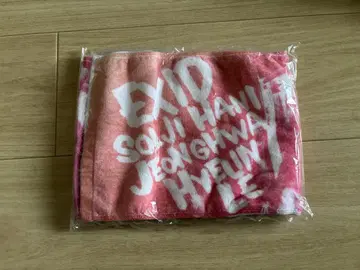 EXID
SOLJI HANI
JEONGHWA
HYELIN
LE